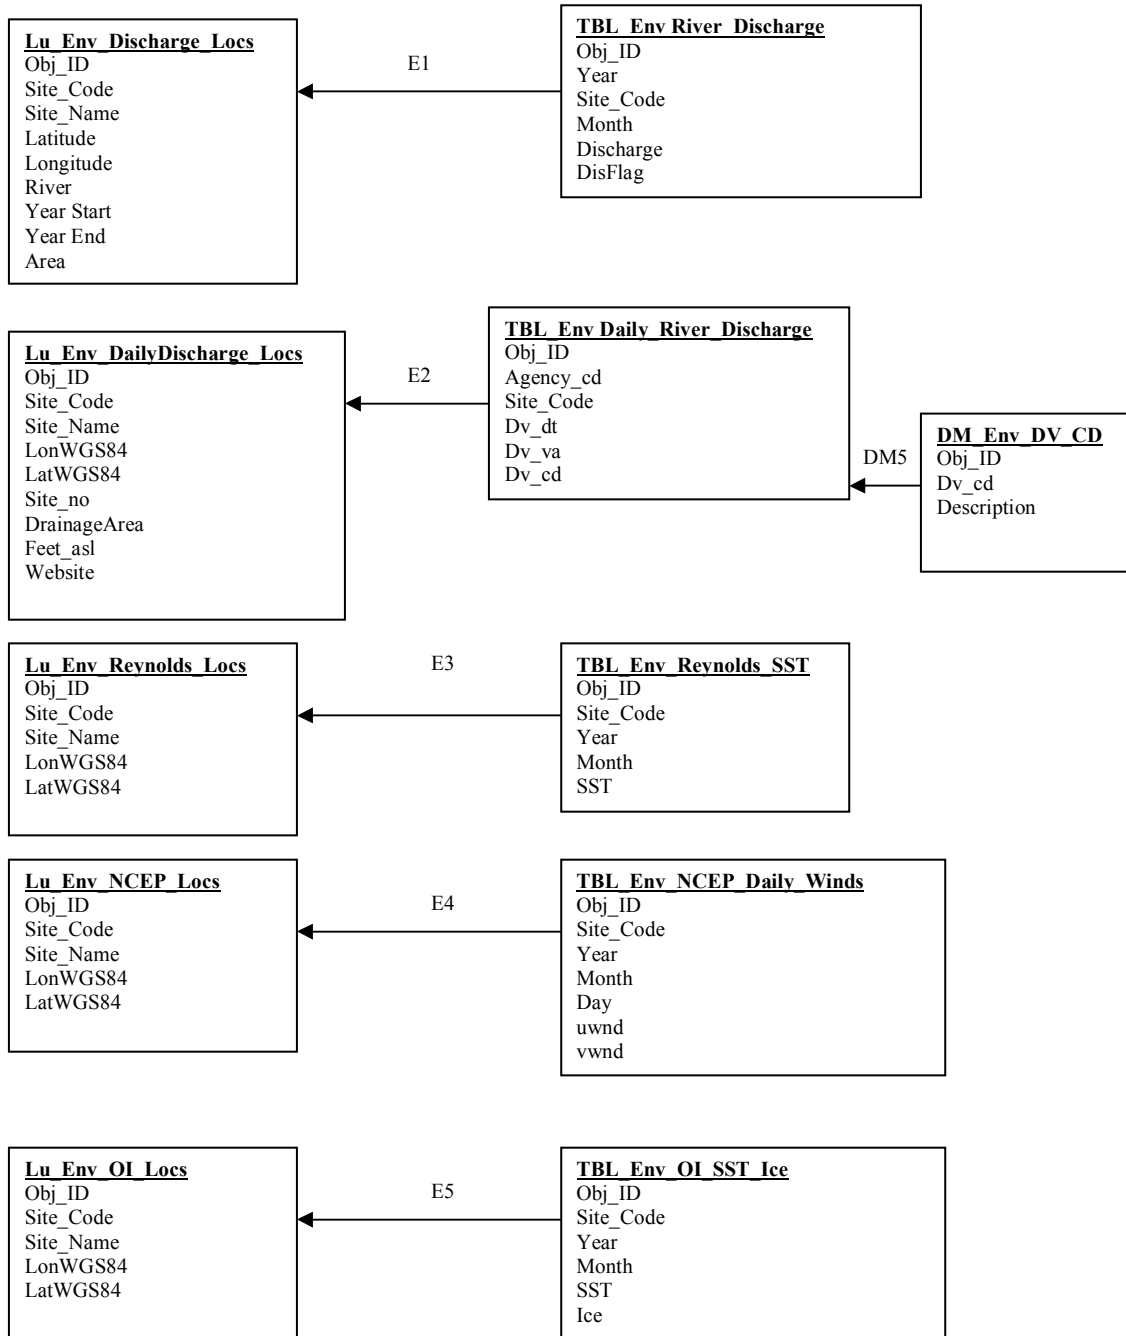 Lu_Env_Discharge_Locs
Obj_ID
Site_Code
Site_Name
Latitude
Longitude
River
Year Start
Year End
Area
E1
TBL_Env River_Discharge
Obj_ID
Year
Site_Code
Month
Discharge
DisFlag
Lu_Env_DailyDischarge_Locs
Obj_ID
Site_Code
Site_Name
LonWGS84
LatWGS84
Site_no
DrainageArea
Feet_asl
Website
E2
TBL_Env Daily_River_Discharge
Obj_ID
Agency_cd
Site_Code
Dv_dt
Dv_va
Dv_cd
DM5
DM_Env_DV_CD
Obj_ID
Dv_cd
Description
Lu_Env_Reynolds_Locs
Obj_ID
Site_Code
Site_Name
LonWGS84
LatWGS84
E3
TBL_Env_Reynolds_SST
Obj_ID
Site_Code
Year
Month
SST
Lu_Env_NCEP_Locs
Obj_ID
Site_Code
Site_Name
LonWGS84
LatWGS84
E4
TBL_Env_NCEP_Daily_Winds
Obj_ID
Site_Code
Year
Month
Day
uwnd
vwnd
Lu_Env_OI_Locs
Obj_ID
Site_Code
Site_Name
LonWGS84
LatWGS84
E5
TBL_Env_OI_SST_Ice
Obj_ID
Site_Code
Year
Month
SST
Ice